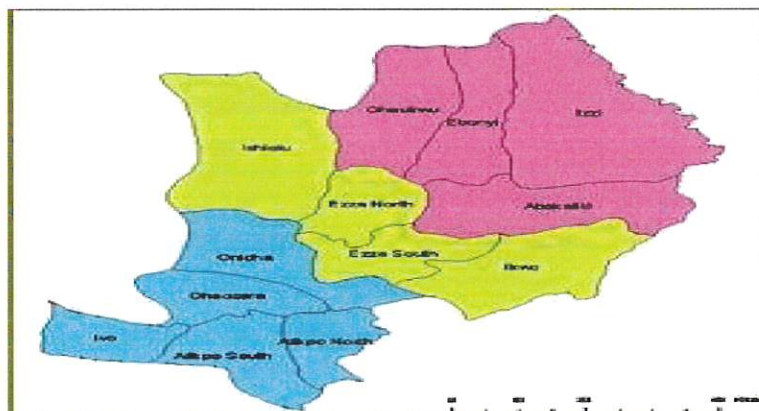 Ohaukwu
Ebonyi
Izzi
Ishielu
Ezza North
Abakaliki
Ezza South
Ikwo
Onicha
Ohaozara
Ivo
Afikpo South
Afikpo North